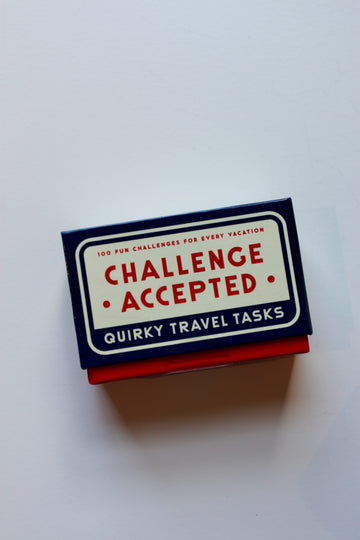 100 FUN CHALLENGES FOR EVERY VACATION
CHALLENGE
• ACCEPTED •
QUIRKY TRAVEL TASKS